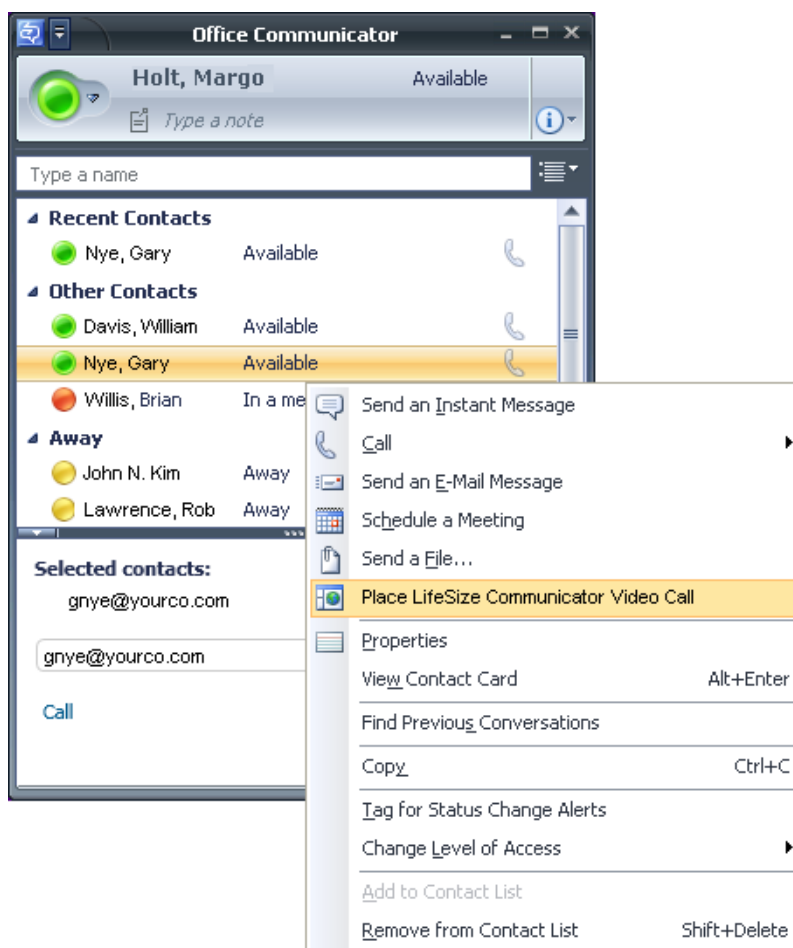 Office Communicator
Holt, Margo Available
Type a note
Type a name
Recent Contacts
Nye, Gary Available
Other Contacts
Davis, William Available
Nye, Gary Available
Willis, Brian In a me
Away
John N. Kim Away
Lawrence, Rob Away
Selected contacts:
gnye@yourco.com
gnye@yourco.com
Call
Send an Instant Message
Call
Send an E-Mail Message
Schedule a Meeting
Send a File...
Place LifeSize Communicator Video Call
Properties
View Contact Card Alt+Enter
Find Previous Conversations
Copy Ctrl+C
Tag for Status Change Alerts
Change Level of Access
Add to Contact List
Remove from Contact List Shift+Delete